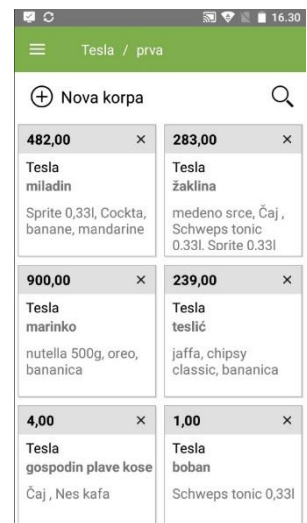 16.30
Tesla / prva
Nova korpa
482,00 ×
Tesla
miladin
Sprite 0,33l, Cockta,
banane, mandarine
283,00 ×
Tesla
žaklina
medeno srce, Čaj ,
Schweps tonic
0.33l. Sprite 0.33l
900,00 ×
Tesla
marinko
nutella 500g, oreo,
bananica
239,00 ×
Tesla
teslić
jaffa, chipsy
classic, bananica
4,00 ×
Tesla
gospodin plave kose
Čaj , Nes kafa
1,00 ×
Tesla
boban
Schweps tonic 0,33l